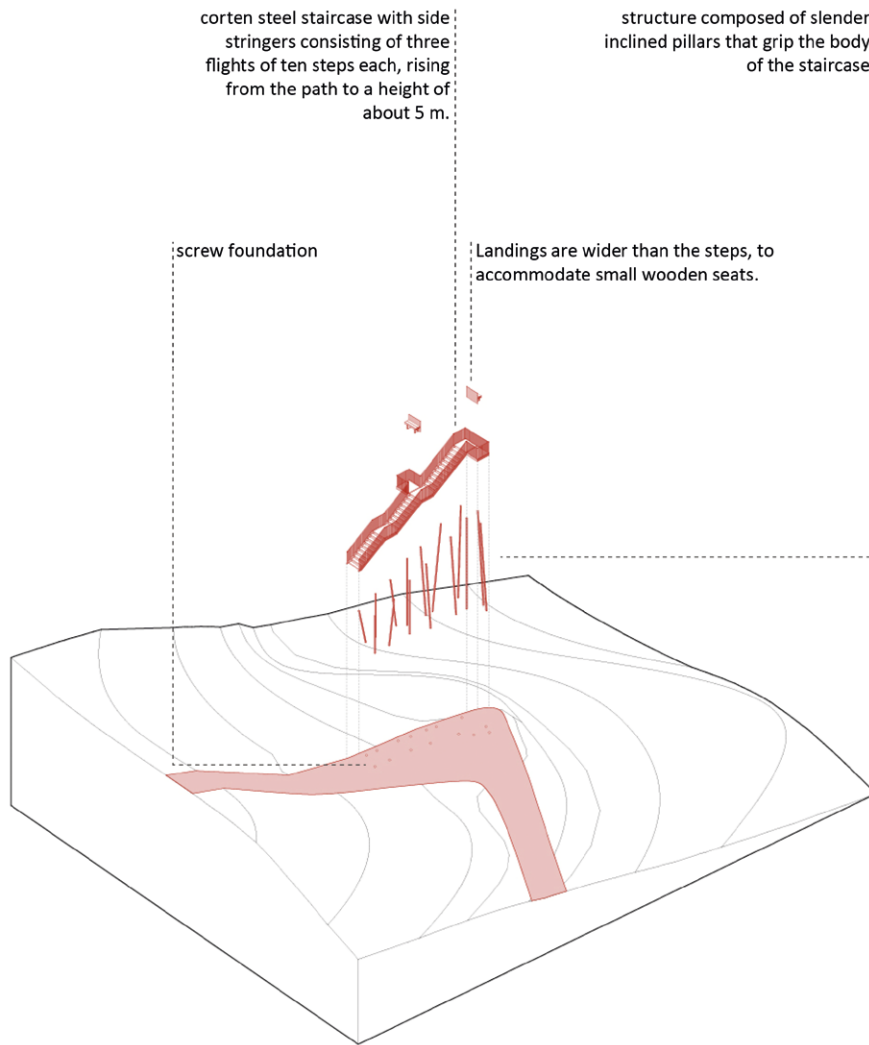 corten steel staircase with side
stringers consisting of three
flights of ten steps each, rising
from the path to a height of
about 5 m.
structure composed of slender
inclined pillars that grip the body
of the staircase
screw foundation
Landings are wider than the steps, to
accommodate small wooden seats.